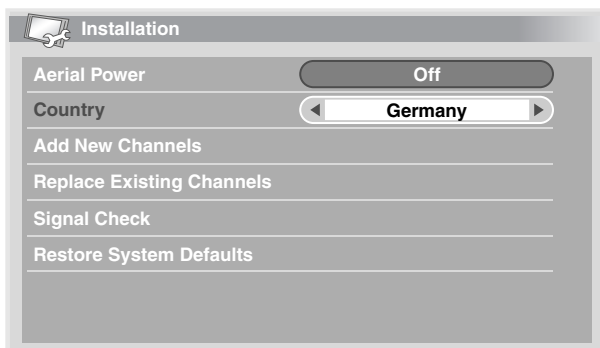 Installation
Aerial Power Off
Country Germany
Add New Channels
Replace Existing Channels
Signal Check
Restore System Defaults